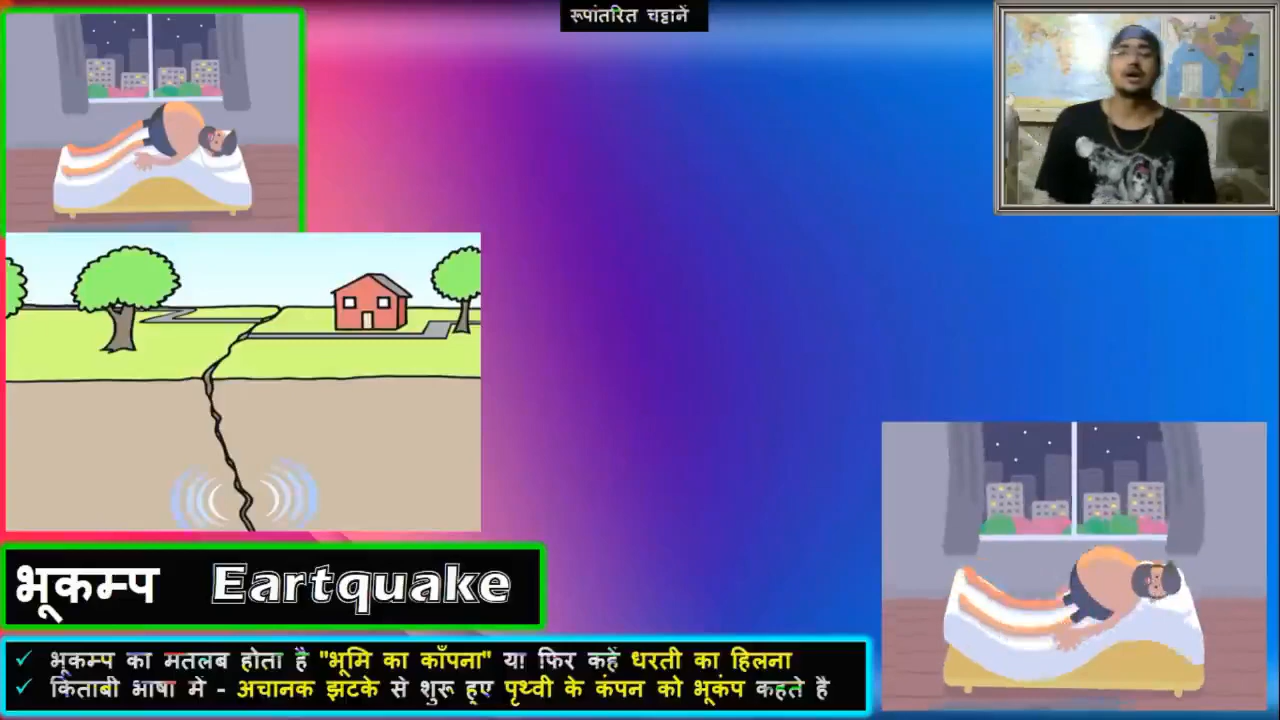 रूपांतरित चट्टानें
भूकम्प Eartquake
✓ भूकम्प का मतलब होता है "भूमि का काँपना" या फिर कहें धरती का हिलना
✓ किताबी भाषा में - अचानक झटके से शुरू हुए पृथ्वी के कंपन को भूकंप कहते है